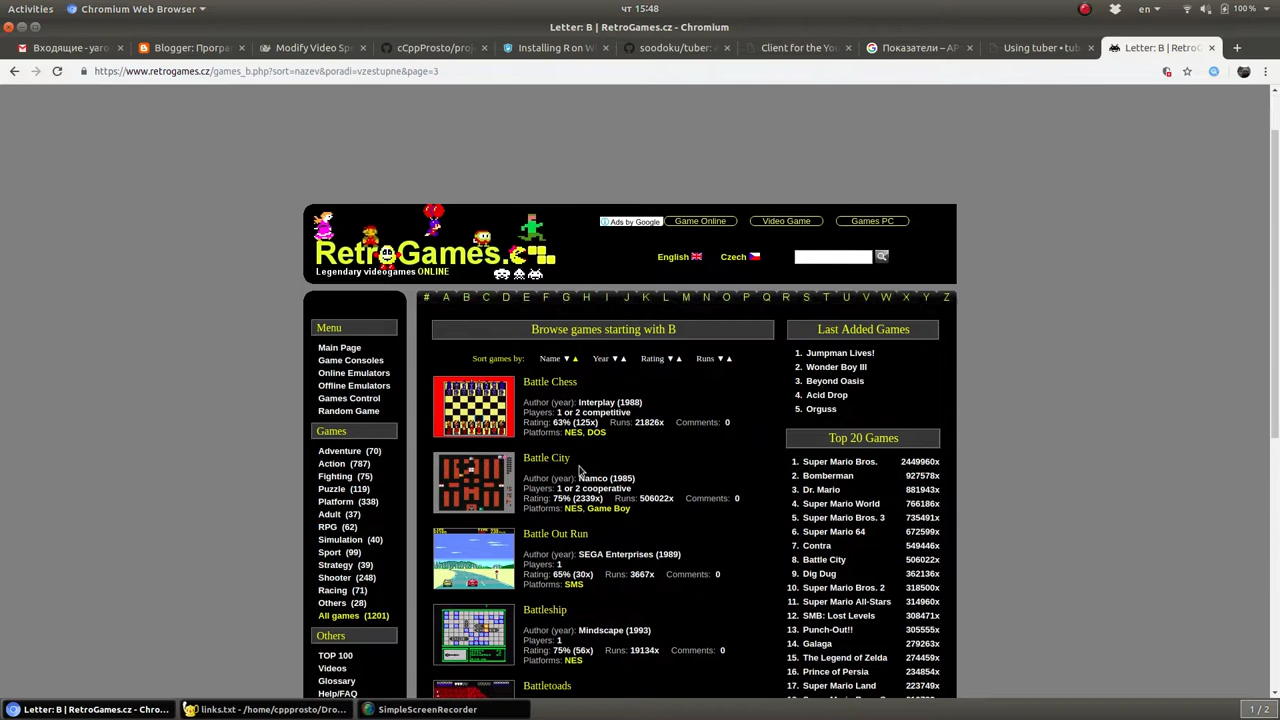 Activities Chromium Web Browser чт 15:48 en 100 %
Letter: B | RetroGames.cz - Chromium
Входящие - yaro Blogger: Програм Modify Video Sp cCppProsto/proj Installing R on W soodoku/tuber: Client for the You Показатели – AP Using tuber • tub Letter: B | RetroG
https://www.retrogames.cz/games_b.php?sort=nazev&poradi=vzestupne&page=3
RetroGames.cz
Legendary videogames ONLINE
Ads by Google Game Online Video Game Games PC
English Czech
# A B C D E F G H I J K L M N O P Q R S T U V W X Y Z
Menu
Main Page
Game Consoles
Online Emulators
Offline Emulators
Games Control
Random Game
Games
Adventure (70)
Action (787)
Fighting (75)
Puzzle (119)
Platform (338)
Adult (37)
RPG (62)
Simulation (40)
Sport (99)
Strategy (39)
Shooter (248)
Racing (71)
Others (28)
All games (1201)
Others
TOP 100
Videos
Glossary
Help/FAQ
Browse games starting with B
Sort games by: Name ▼▲ Year ▼▲ Rating ▼▲ Runs ▼▲
Battle Chess
Author (year): Interplay (1988)
Players: 1 or 2 competitive
Rating: 63% (125x) Runs: 21826x Comments: 0
Platforms: NES, DOS
Battle City
Author (year): Namco (1985)
Players: 1 or 2 cooperative
Rating: 75% (2339x) Runs: 506022x Comments: 0
Platforms: NES, Game Boy
Battle Out Run
Author (year): SEGA Enterprises (1989)
Players: 1
Rating: 65% (30x) Runs: 3667x Comments: 0
Platforms: SMS
Battleship
Author (year): Mindscape (1993)
Players: 1
Rating: 75% (56x) Runs: 19134x Comments: 0
Platforms: NES
Battletoads
Last Added Games
1. Jumpman Lives!
2. Wonder Boy III
3. Beyond Oasis
4. Acid Drop
5. Orguss
Top 20 Games
1. Super Mario Bros. 2449960x
2. Bomberman 927578x
3. Dr. Mario 881943x
4. Super Mario World 766186x
5. Super Mario Bros. 3 735491x
6. Super Mario 64 672599x
7. Contra 549446x
8. Battle City 506022x
9. Dig Dug 362136x
10. Super Mario Bros. 2 318500x
11. Super Mario All-Stars 314960x
12. SMB: Lost Levels 308471x
13. Punch-Out!! 305555x
14. Galaga 279263x
15. The Legend of Zelda 274459x
16. Prince of Persia 234854x
17. Super Mario Land 223749x
Letter: B | RetroGames.cz - Chro... links.txt - /home/cppprosto/Dro... SimpleScreenRecorder 1 / 2